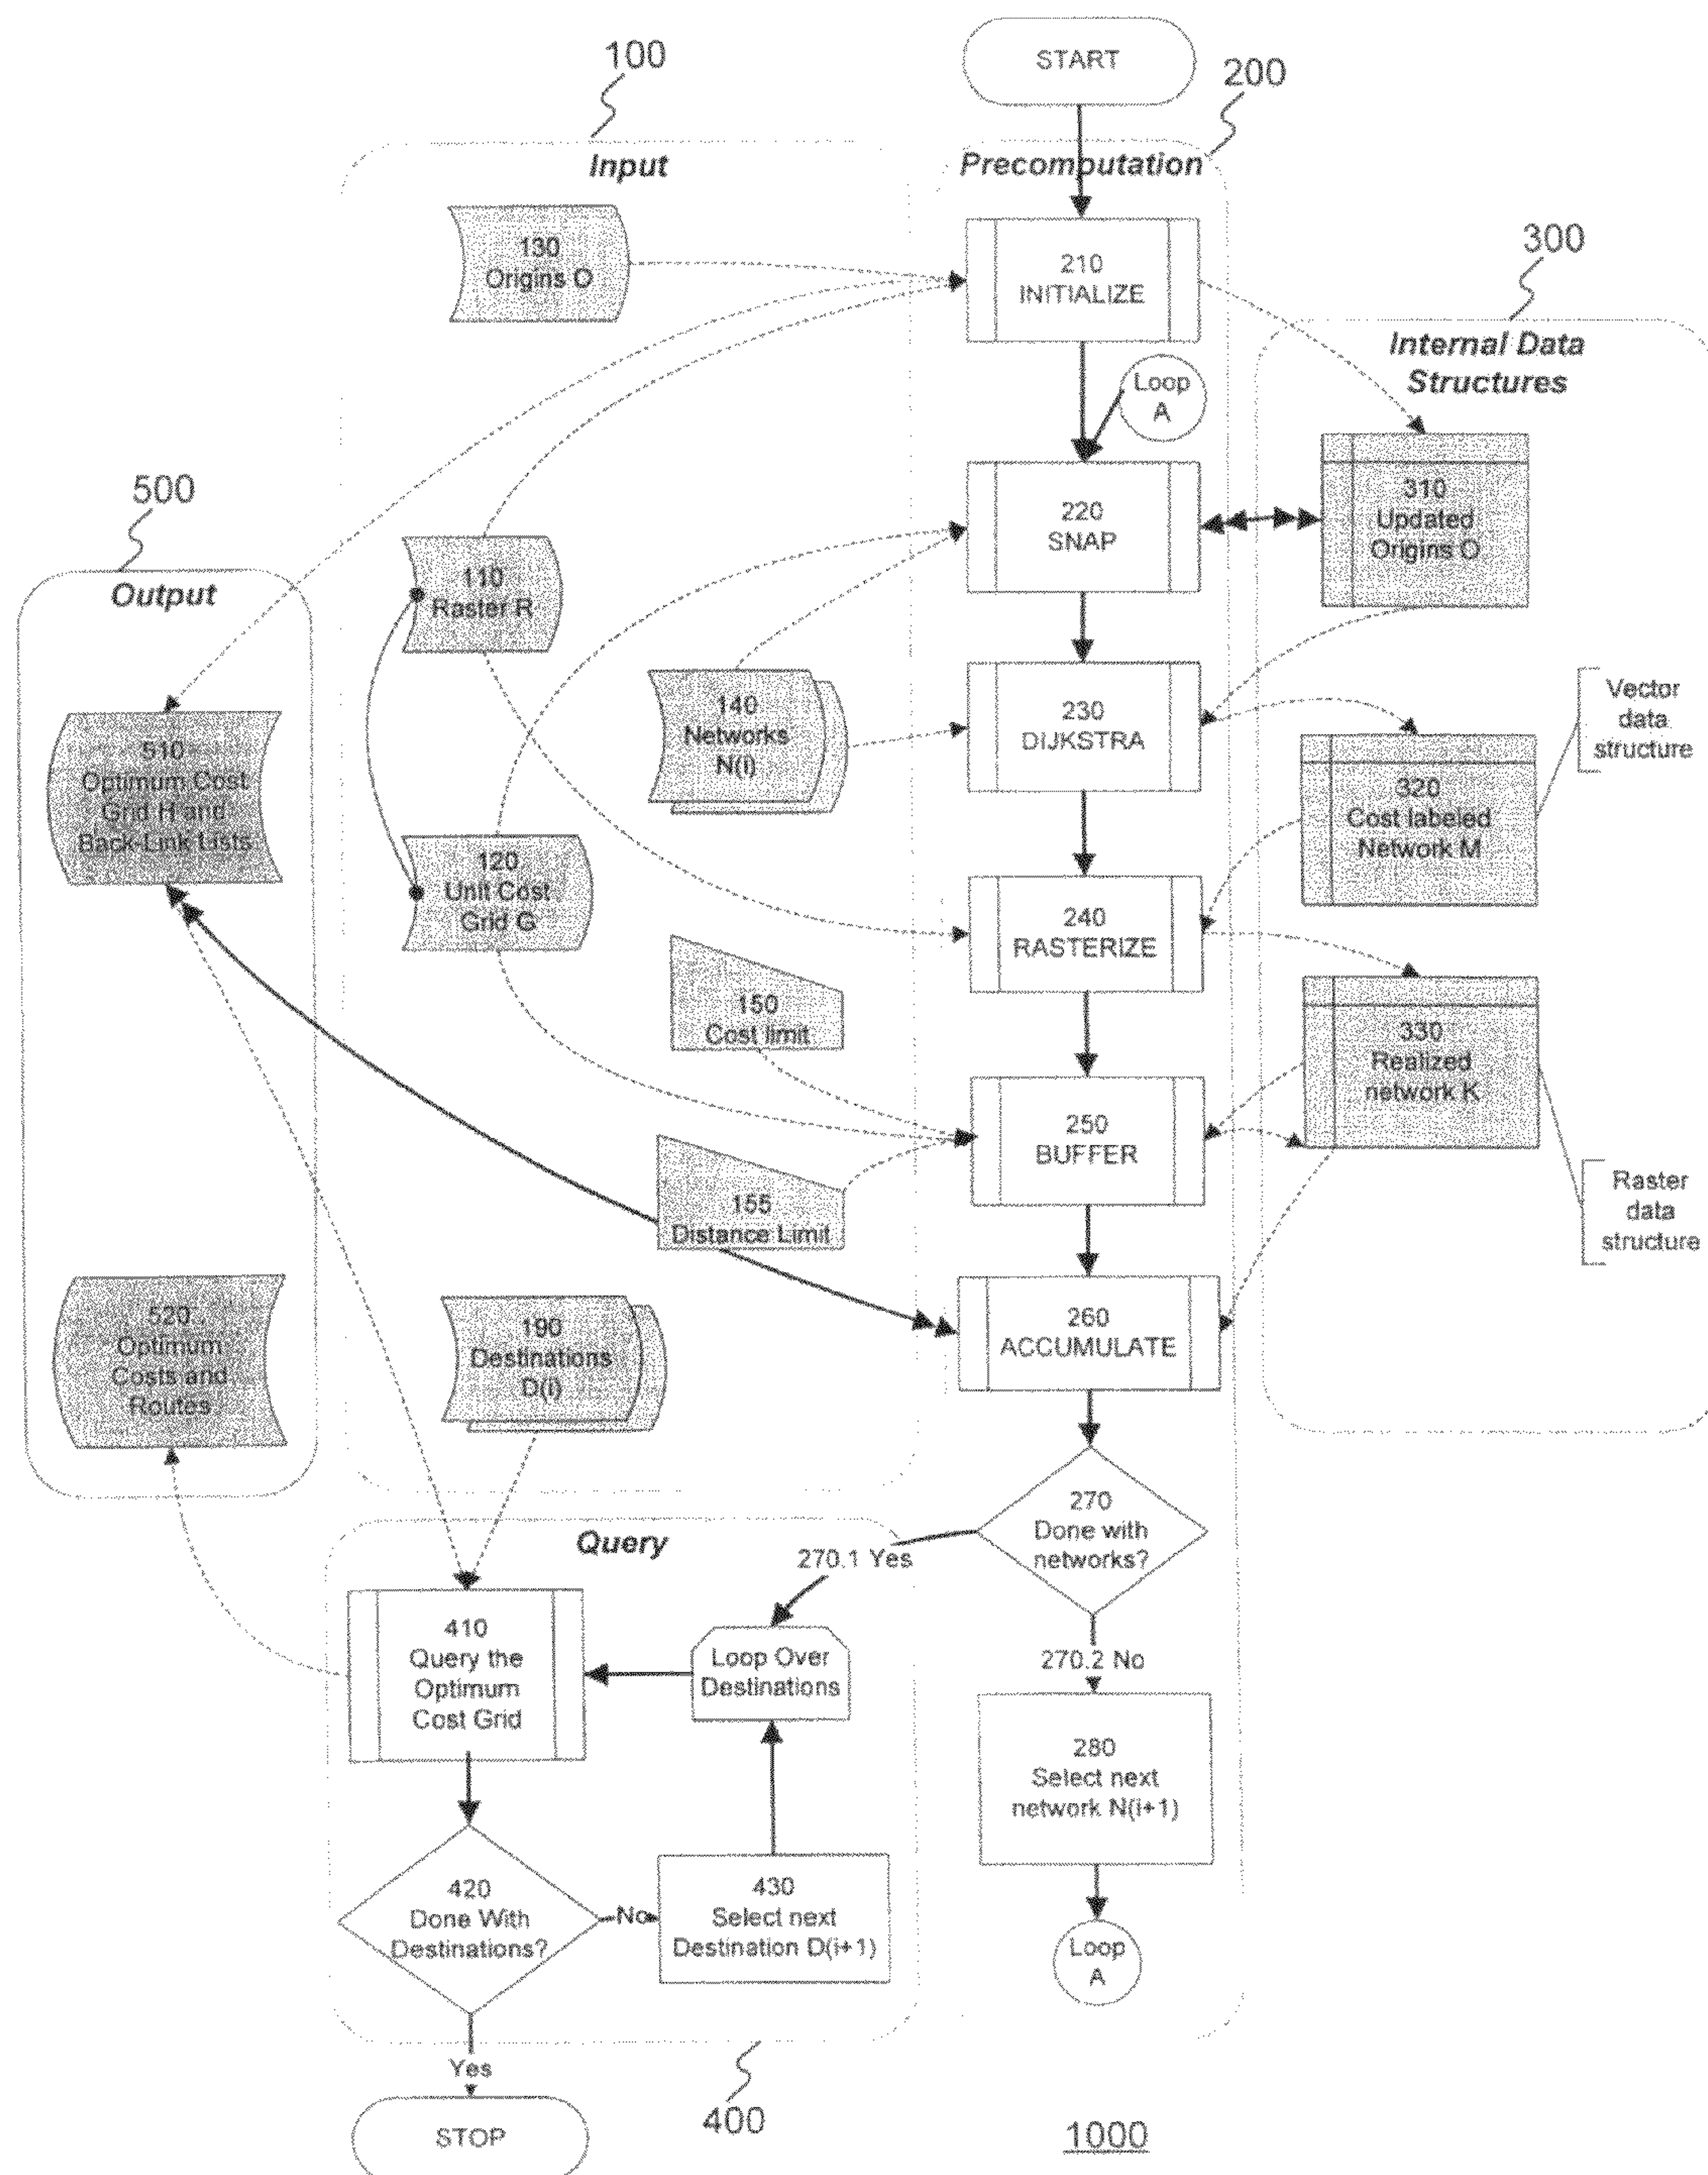 START
100
200
Input
Precomputation
130
Origins O
210
INITIALIZE
300
Internal Data
Structures
Loop
A
500
Output
110
Raster R
220
SNAP
310
Updated
Origins O
140
Networks
N(i)
230
DIJKSTRA
Vector
data
structure
510
Optimum Cost
Grid H and
Back-Link Lists
320
Cost labeled
Network M
120
Unit Cost
Grid G
240
RASTERIZE
150
Cost limit
330
Realized
network K
250
BUFFER
155
Distance Limit
Raster
data
structure
520
Optimum
Costs and
Routes
190
Destinations
D(i)
260
ACCUMULATE
270
Done with
networks?
Query
270.1 Yes
270.2 No
410
Query the
Optimum
Cost Grid
Loop Over
Destinations
280
Select next
network N(i+1)
420
Done With
Destinations?
No
430
Select next
Destination D(i+1)
Loop
A
Yes
STOP
400
1000